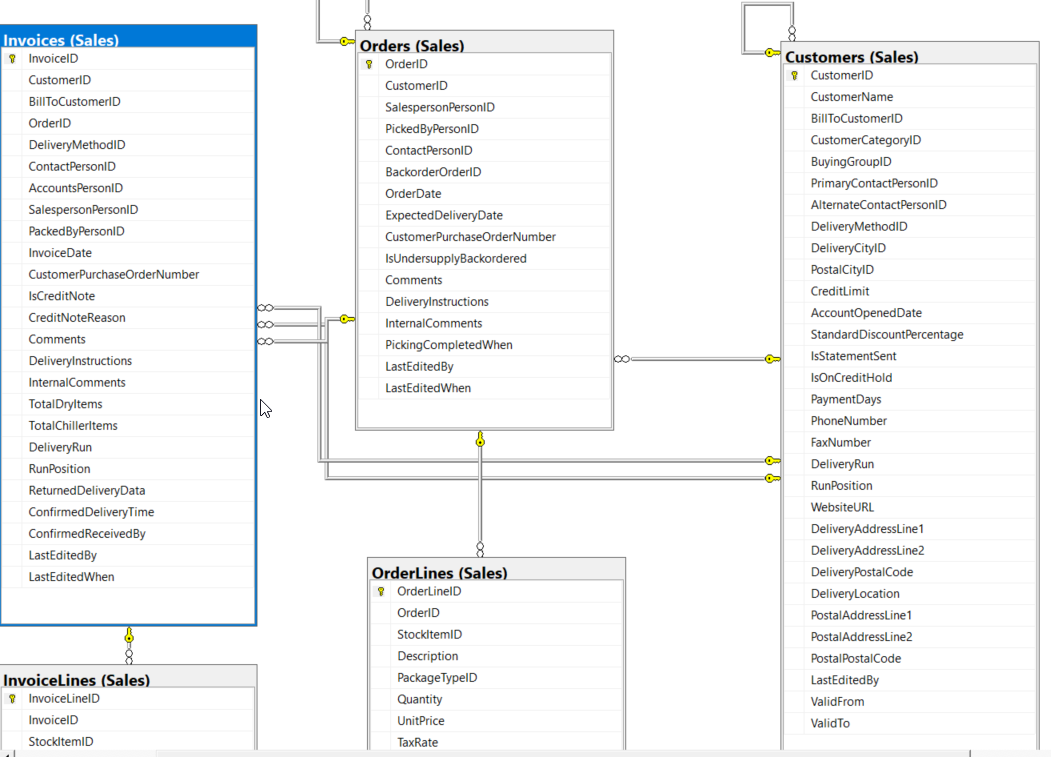 Invoices (Sales)
InvoiceID
CustomerID
BillToCustomerID
OrderID
DeliveryMethodID
ContactPersonID
AccountsPersonID
SalespersonPersonID
PackedByPersonID
InvoiceDate
CustomerPurchaseOrderNumber
IsCreditNote
CreditNoteReason
Comments
DeliveryInstructions
InternalComments
TotalDryItems
TotalChillerItems
DeliveryRun
RunPosition
ReturnedDeliveryData
ConfirmedDeliveryTime
ConfirmedReceivedBy
LastEditedBy
LastEditedWhen
InvoiceLines (Sales)
InvoiceLineID
InvoiceID
StockItemID
Orders (Sales)
OrderID
CustomerID
SalespersonPersonID
PickedByPersonID
ContactPersonID
BackorderOrderID
OrderDate
ExpectedDeliveryDate
CustomerPurchaseOrderNumber
IsUndersupplyBackordered
Comments
DeliveryInstructions
InternalComments
PickingCompletedWhen
LastEditedBy
LastEditedWhen
OrderLines (Sales)
OrderLineID
OrderID
StockItemID
Description
PackageTypeID
Quantity
UnitPrice
TaxRate
Customers (Sales)
CustomerID
CustomerName
BillToCustomerID
CustomerCategoryID
BuyingGroupID
PrimaryContactPersonID
AlternateContactPersonID
DeliveryMethodID
DeliveryCityID
PostalCityID
CreditLimit
AccountOpenedDate
StandardDiscountPercentage
IsStatementSent
IsOnCreditHold
PaymentDays
PhoneNumber
FaxNumber
DeliveryRun
RunPosition
WebsiteURL
DeliveryAddressLine1
DeliveryAddressLine2
DeliveryPostalCode
DeliveryLocation
PostalAddressLine1
PostalAddressLine2
PostalPostalCode
LastEditedBy
ValidFrom
ValidTo